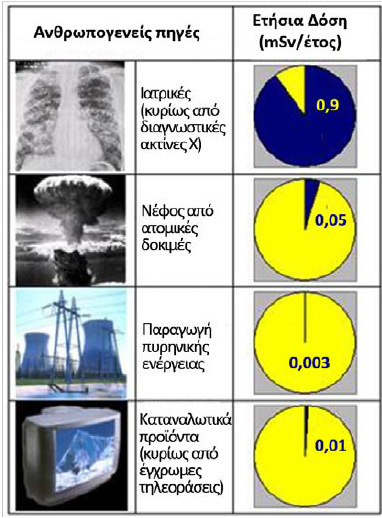 Ανθρωπογενείς πηγές
Ετήσια Δόση
(mSv/έτος)
Ιατρικές
(κυρίως από
διαγνωστικές
ακτίνες Χ)
0,9
Νέφος από
ατομικές
δοκιμές
0,05
Παραγωγή
πυρηνικής
ενέργειας
0,003
Καταναλωτικά
προϊόντα
(κυρίως από
έγχρωμες
τηλεοράσεις)
0,01